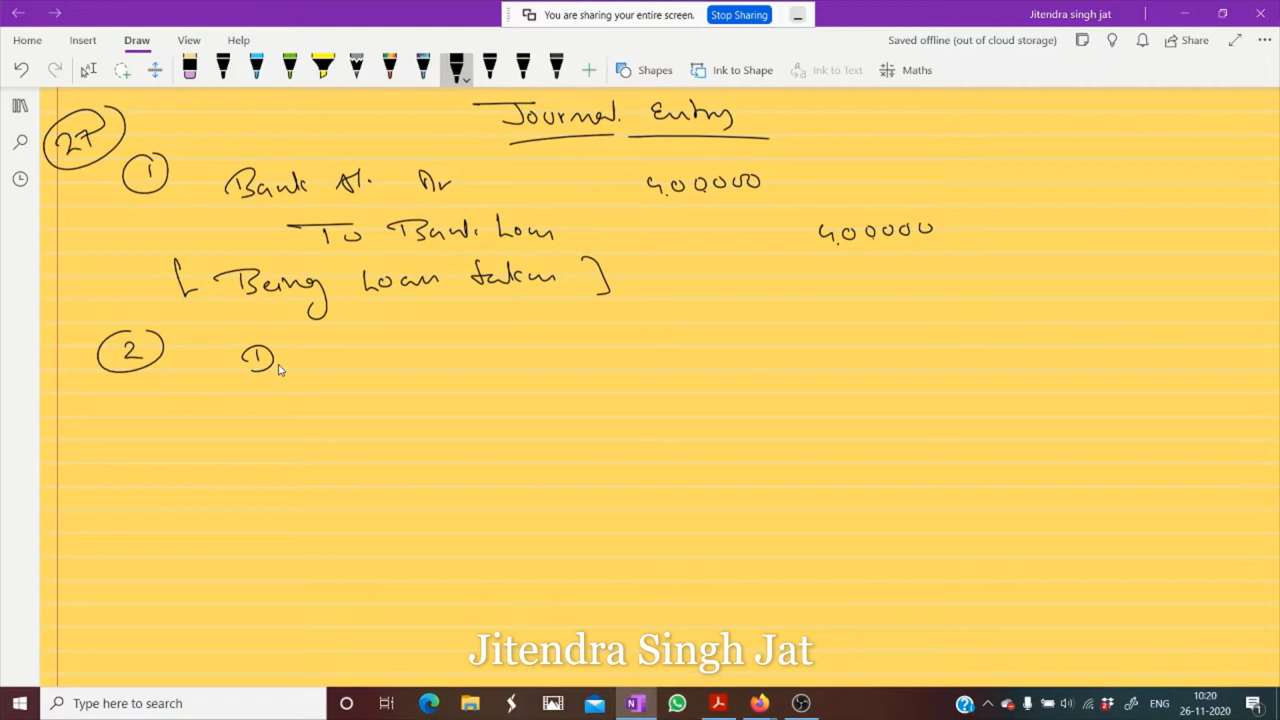 You are sharing your entire screen. Stop Sharing
Jitendra singh jat
Home Insert Draw View Help
Saved offline (out of cloud storage)
Share
Shapes Ink to Shape Ink to Text Maths
27
Journal Entry
1 Bank A/. Dr
To Bank Loan
[ Being Loan taken ]
2 D
Jitendra Singh Jat
Type here to search
ENG
10:20
26-11-2020